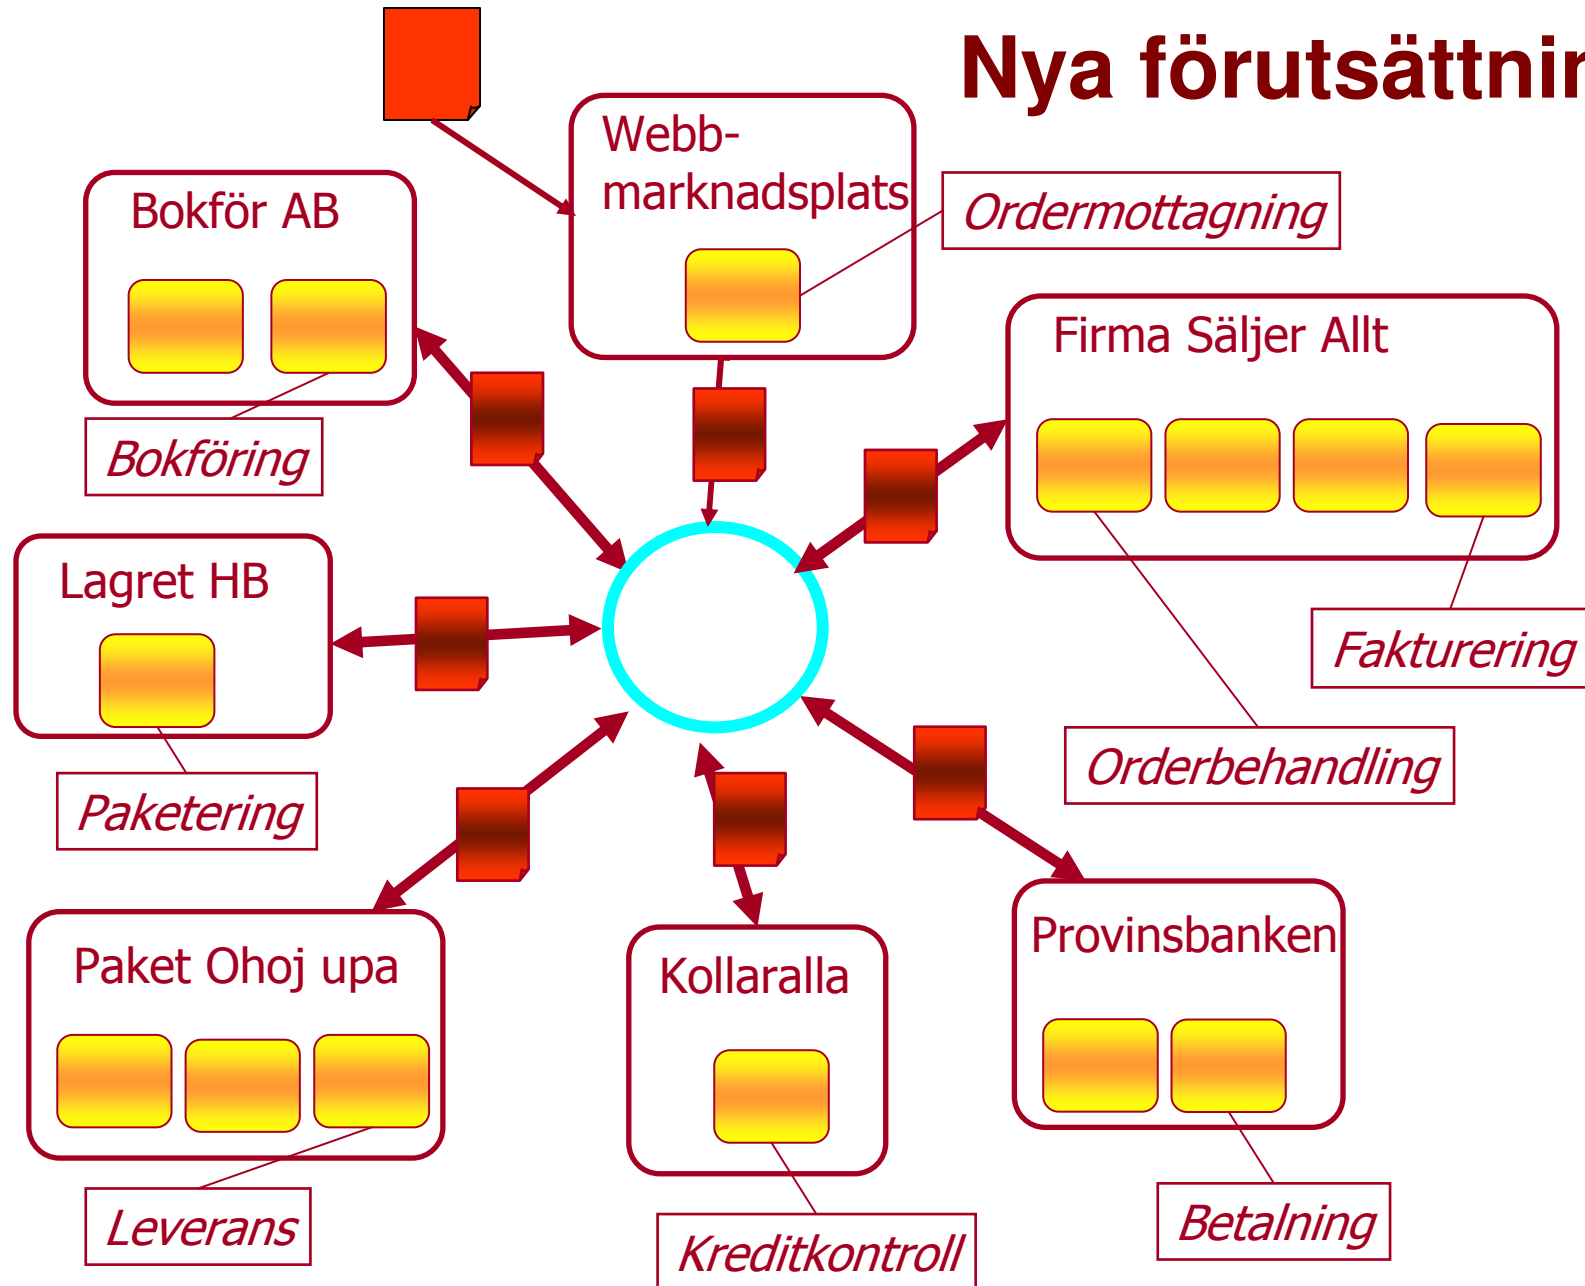 Nya förutsättnin
Webb-
marknadsplats
Ordermottagning
Bokför AB
Bokföring
Firma Säljer Allt
Fakturering
Orderbehandling
Lagret HB
Paketering
Paket Ohoj upa
Leverans
Kollaralla
Kreditkontroll
Provinsbanken
Betalning